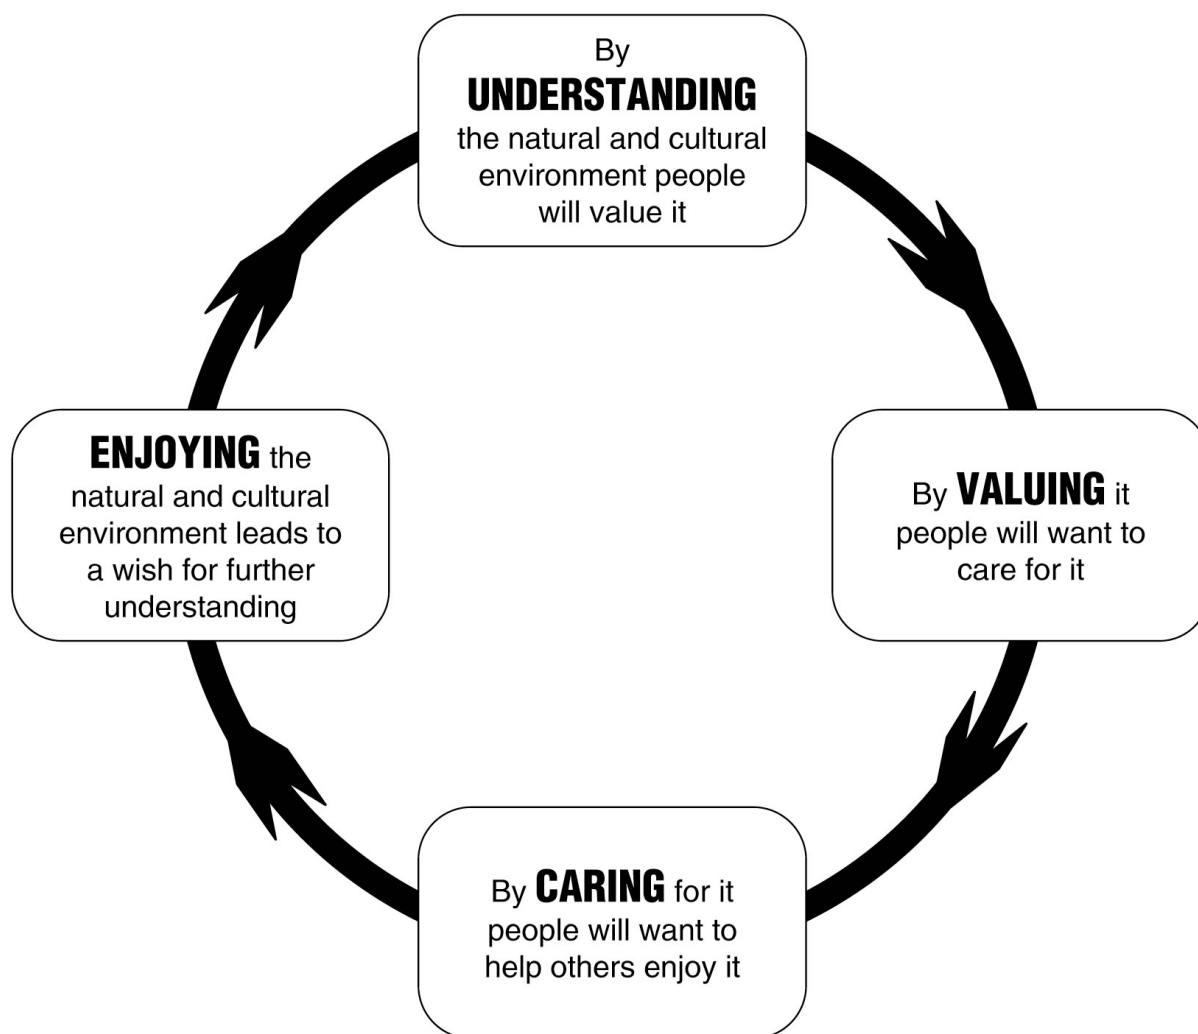 By
UNDERSTANDING
the natural and cultural
environment people
will value it
By VALUING it
people will want to
care for it
By CARING for it
people will want to
help others enjoy it
ENJOYING the
natural and cultural
environment leads to
a wish for further
understanding